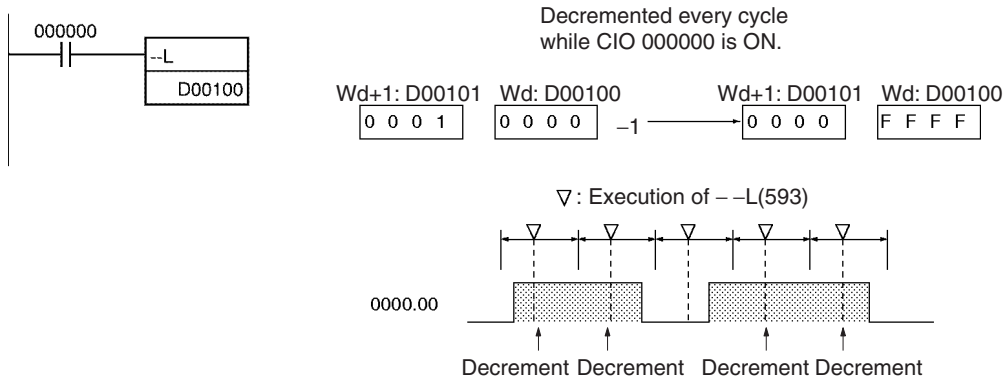 000000
--L
D00100
Decremented every cycle
while CIO 000000 is ON.
Wd+1: D00101 Wd: D00100 Wd+1: D00101 Wd: D00100
0 0 0 1 0 0 0 0 −1 0 0 0 0 F F F F
▽: Execution of − −L(593)
0000.00
Decrement Decrement Decrement Decrement